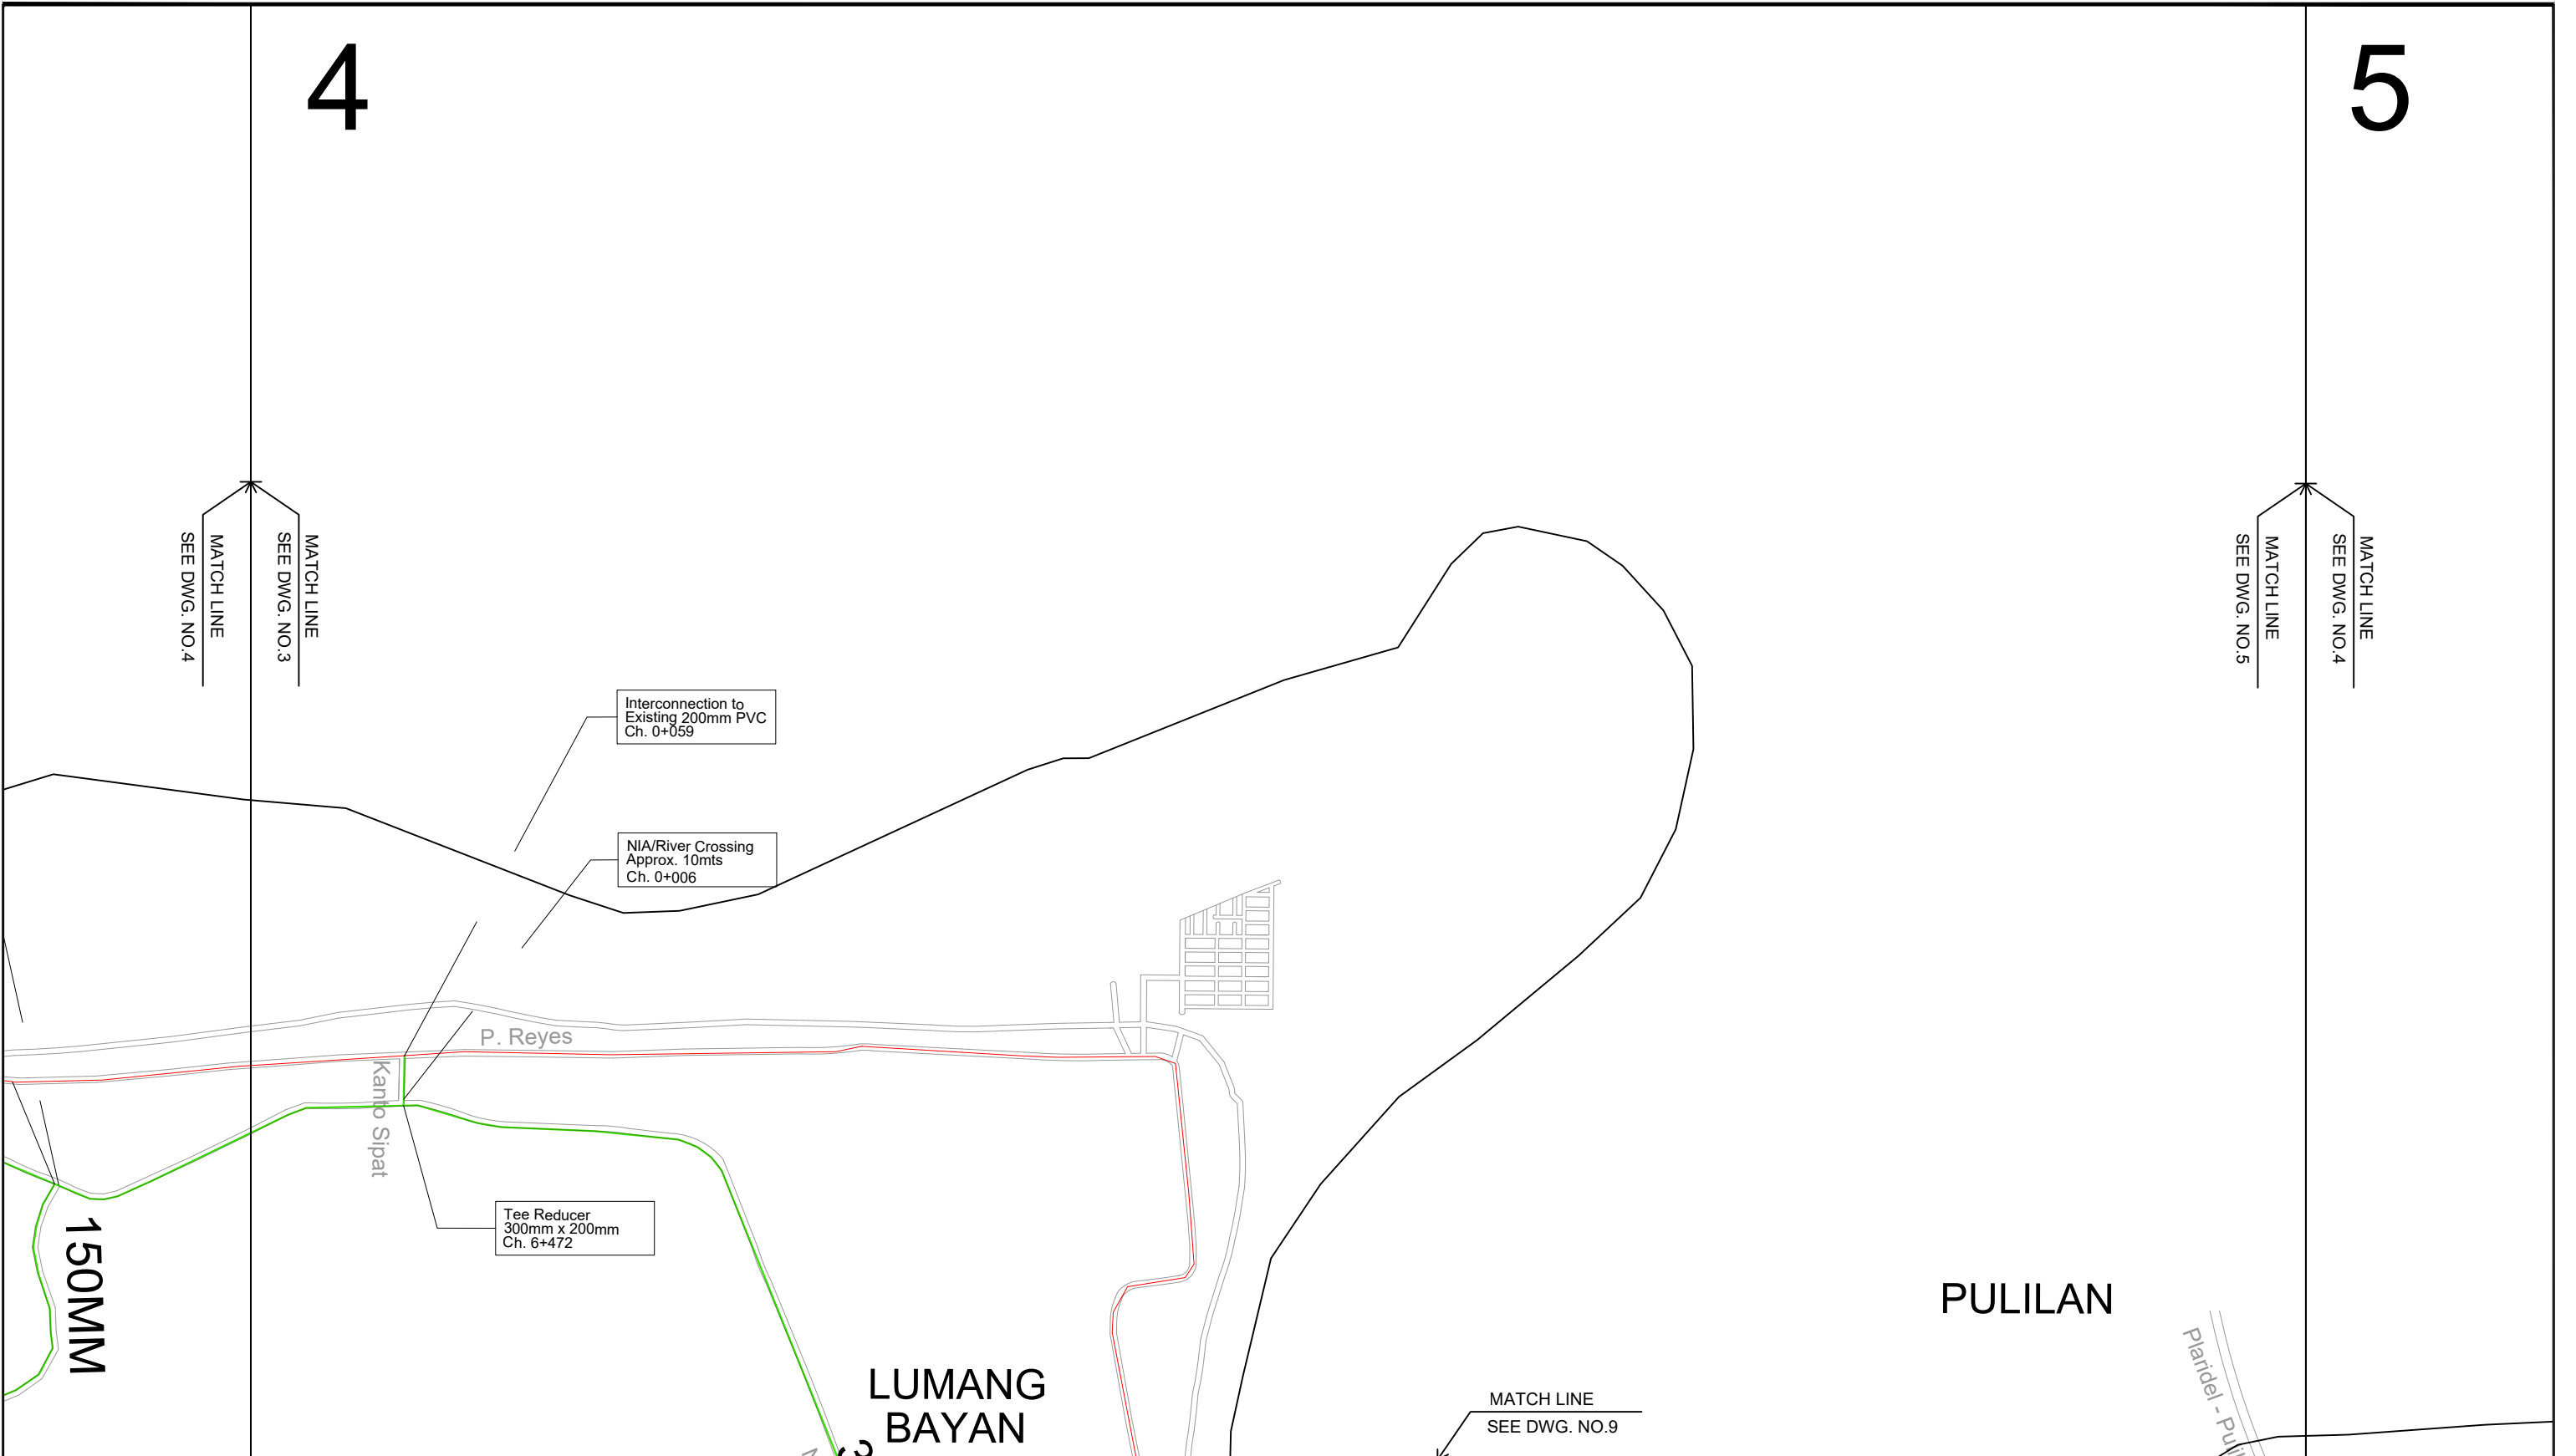 4
5
MATCH LINE
SEE DWG. NO.4
MATCH LINE
SEE DWG. NO.3
MATCH LINE
SEE DWG. NO.5
MATCH LINE
SEE DWG. NO.4
Interconnection to
Existing 200mm PVC
Ch. 0+059
NIA/River Crossing
Approx. 10mts
Ch. 0+006
P. Reyes
Kanto Sipat
Tee Reducer
300mm x 200mm
Ch. 6+472
150MM
LUMANG
BAYAN
PULILAN
Plaridel -
MATCH LINE
SEE DWG. NO.9